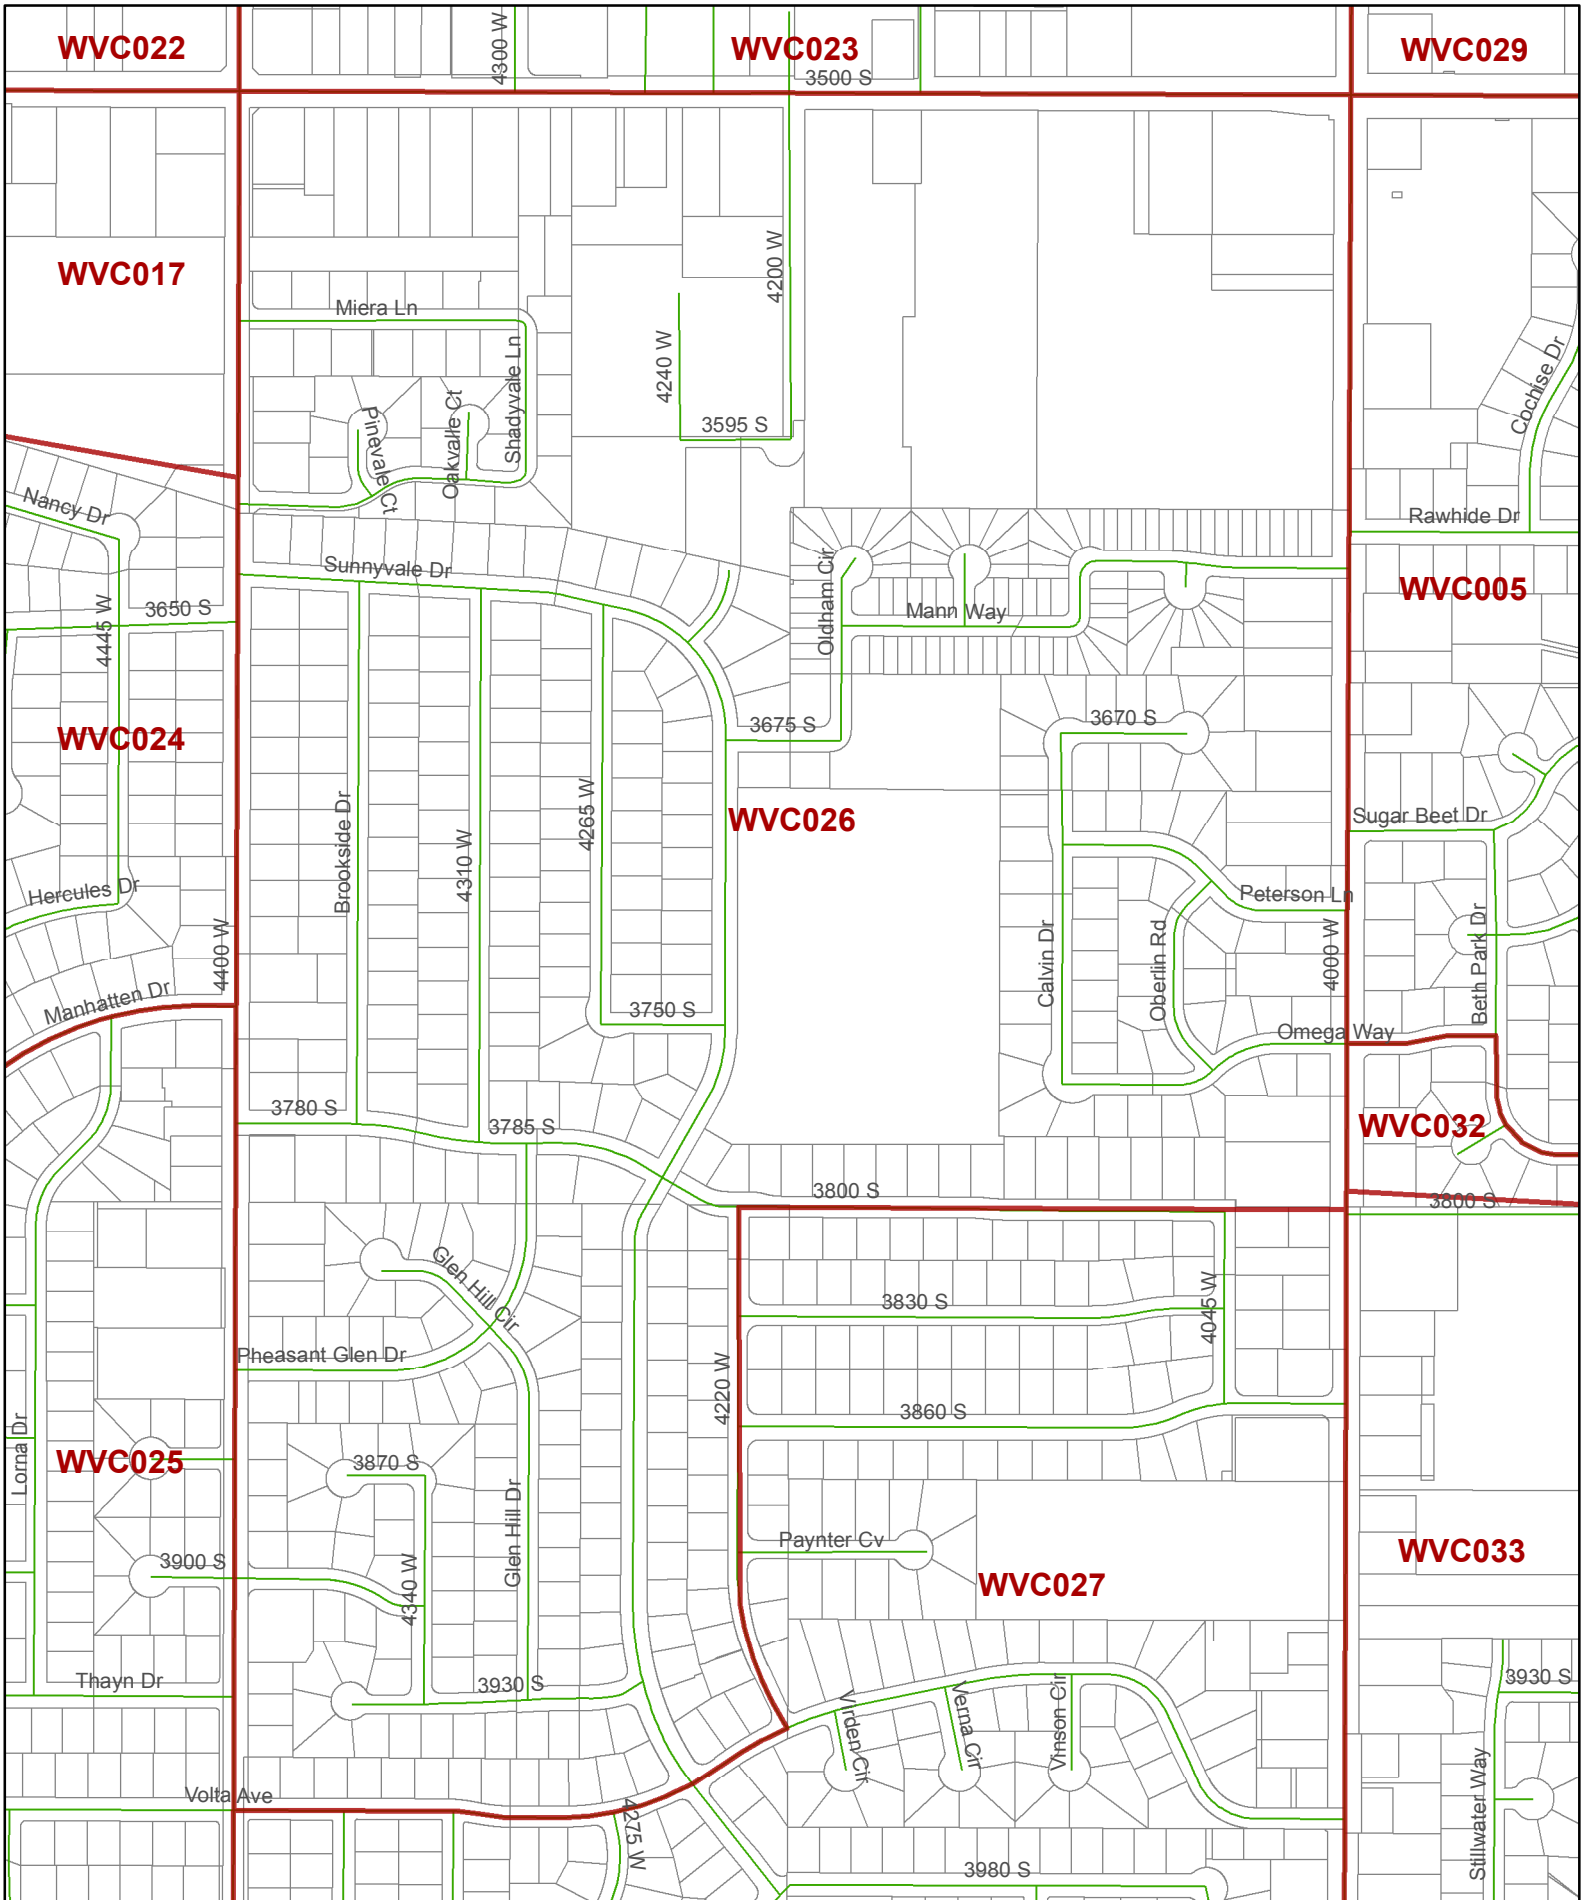 WVC022
4300 W
WVC023
3500 S
WVC029
WVC017
4200 W
Miera Ln
4240 W
Shadyvale Ln
Cochise Dr
Pinevale Ct
Oakvalle Ct
3595 S
Nancy Dr
Rawhide Dr
Sunnyvale Dr
Oldham Cir
WVC005
3650 S
4445 W
Mann Way
3675 S
3670 S
WVC024
Brookside Dr
4310 W
4265 W
WVC026
Sugar Beet Dr
Hercules Dr
Peterson Ln
4400 W
Calvin Dr
Oberlin Rd
4000 W
Beth Park Dr
Manhatten Dr
3750 S
Omega Way
3780 S
3785 S
WVC032
3800 S
3800 S
Glen Hill Cir
3830 S
4045 W
Pheasant Glen Dr
4220 W
3860 S
Lorna Dr
WVC025
3870 S
Glen Hill Dr
Paynter Cv
WVC033
3900 S
4340 W
WVC027
Thayn Dr
3930 S
3930 S
Virden Cir
Verna Cir
Vinson Cir
Volta Ave
4275 W
Stillwater Way
3980 S